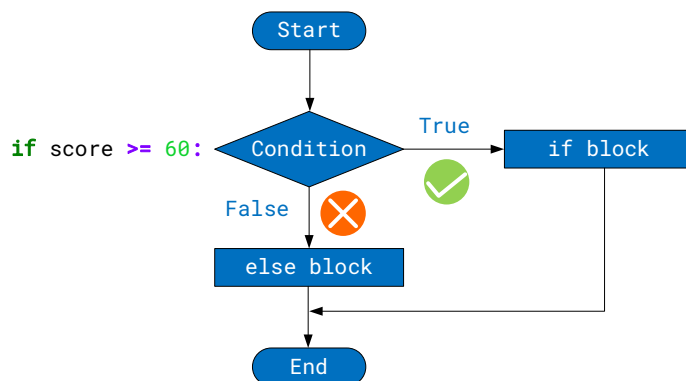 Start
if score >= 60:
Condition
True
if block
False
else block
End